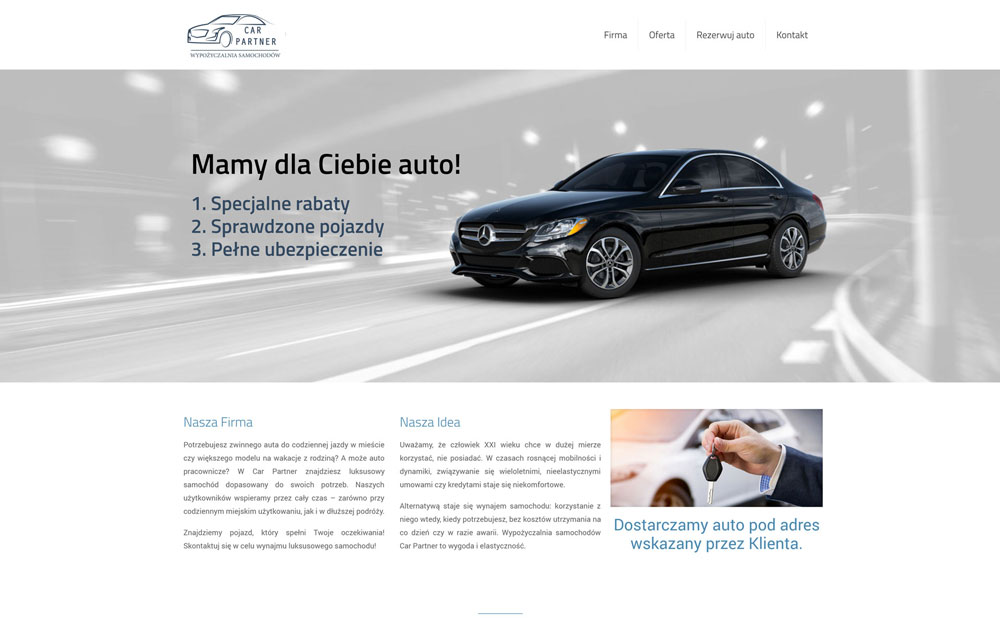 CAR
PARTNER
WYPOŻYCZALNIA SAMOCHODÓW
Firma
Oferta
Rezerwuj auto
Kontakt
Mamy dla Ciebie auto!
1. Specjalne rabaty
2. Sprawdzone pojazdy
3. Pełne ubezpieczenie
Nasza Firma
Potrzebujesz zwinnego auta do codziennej jazdy w mieście
czy większego modelu na wakacje z rodziną? A może auto
pracownicze? W Car Partner znajdziesz luksusowy
samochód dopasowany do swoich potrzeb. Naszych
użytkowników wspieramy przez cały czas – zarówno przy
codziennym miejskim użytkowaniu, jak i w dłuższej podróży.
Znajdziemy pojazd, który spełni Twoje oczekiwania!
Skontaktuj się w celu wynajmu luksusowego samochodu!
Nasza Idea
Uważamy, że człowiek XXI wieku chce w dużej mierze
korzystać, nie posiadać. W czasach rosnącej mobilności i
dynamiki, związywanie się wieloletnimi, nieelastycznymi
umowami czy kredytami staje się niekomfortowe.
Alternatywą staje się wynajem samochodu: korzystanie z
niego wtedy, kiedy potrzebujesz, bez kosztów utrzymania na
co dzień czy w razie awarii. Wypożyczalnia samochodów
Car Partner to wygoda i elastyczność.
Dostarczamy auto pod adres
wskazany przez Klienta.